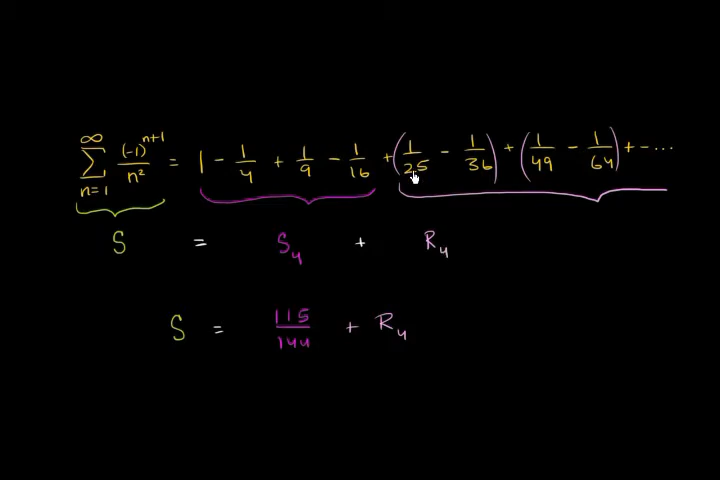 ∞
∑ (-1)^{n+1}/n² = 1 - 1/4 + 1/9 - 1/16 + (1/25 - 1/36) + (1/49 - 1/64) + - ...
n=1
S = S₄ + R₄
S = 115/144 + R₄